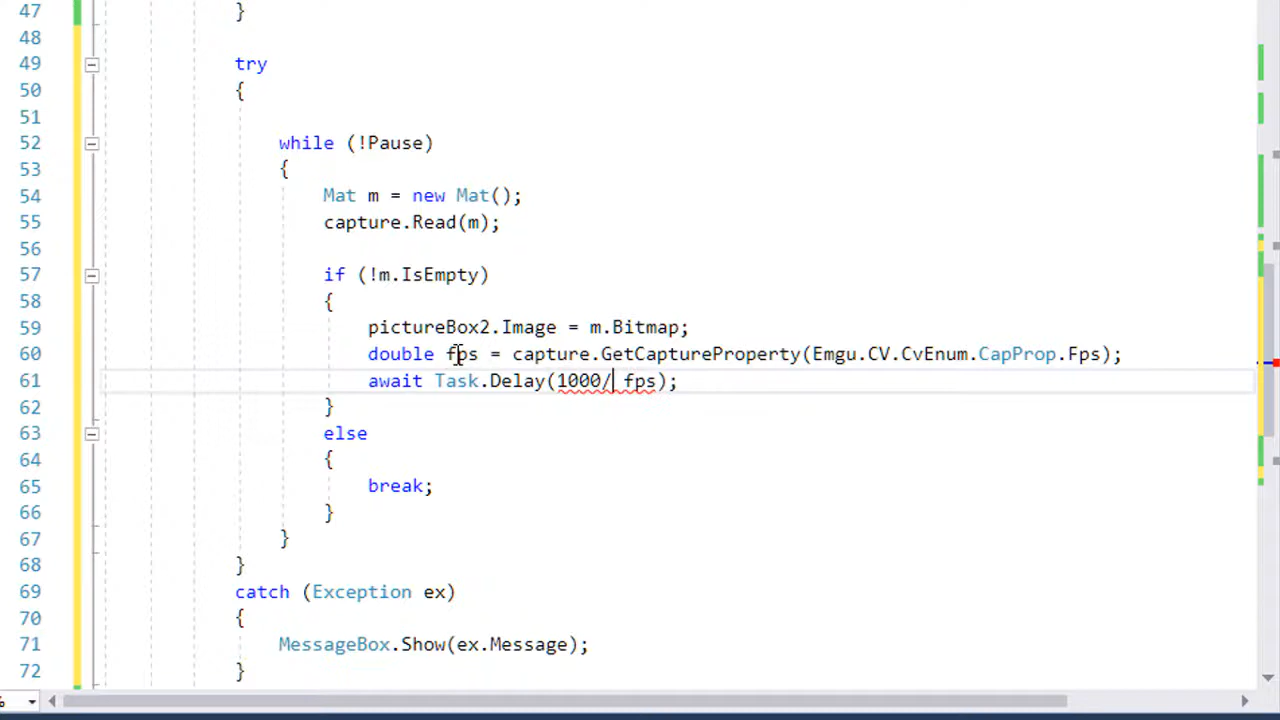 47 }
48
49 try
50 {
51
52 while (!Pause)
53 {
54 Mat m = new Mat();
55 capture.Read(m);
56
57 if (!m.IsEmpty)
58 {
59 pictureBox2.Image = m.Bitmap;
60 double fps = capture.GetCaptureProperty(Emgu.CV.CvEnum.CapProp.Fps);
61 await Task.Delay(1000/ fps);
62 }
63 else
64 {
65 break;
66 }
67 }
68 }
69 catch (Exception ex)
70 {
71 MessageBox.Show(ex.Message);
72 }
%